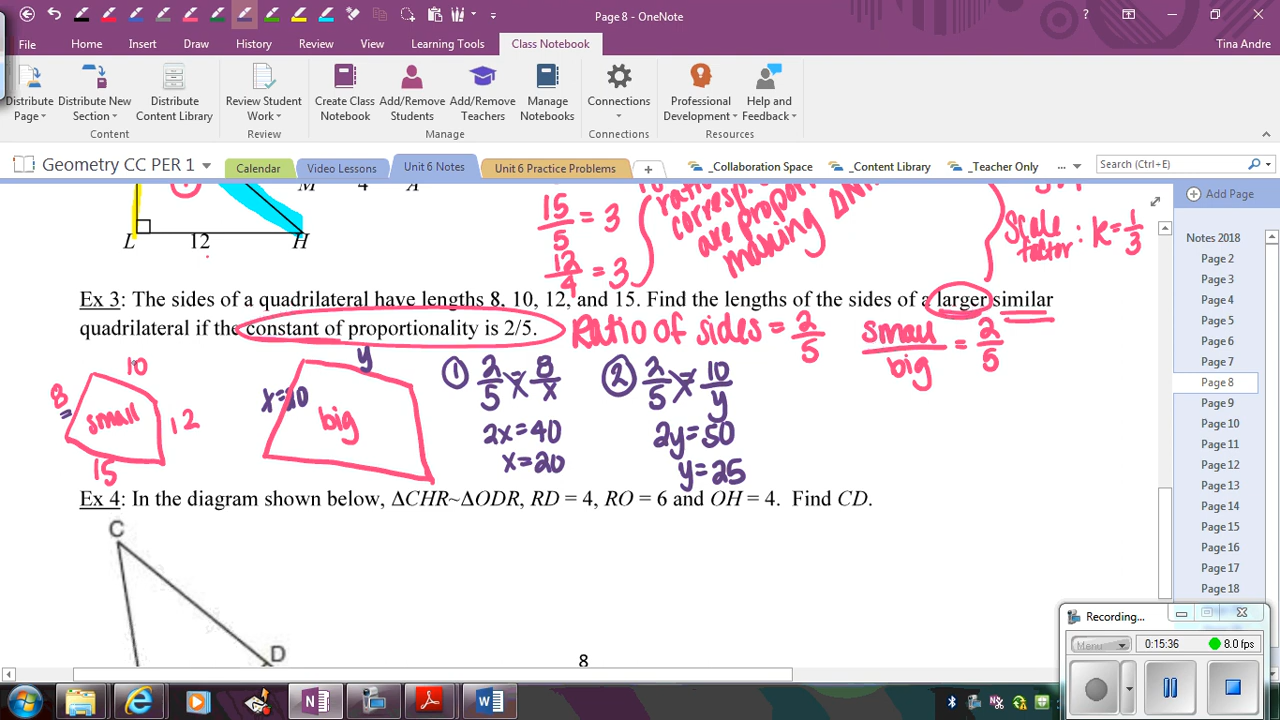 Page 8 - OneNote
?
Tina Andre
File
Home
Insert
Draw
History
Review
View
Learning Tools
Class Notebook
Distribute Page
Distribute New Section
Distribute Content Library
Review Student Work
Create Class Notebook
Add/Remove Students
Add/Remove Teachers
Manage Notebooks
Connections
Professional Development
Help and Feedback
Content
Review
Manage
Connections
Resources
Geometry CC PER 1
Calendar
Video Lessons
Unit 6 Notes
Unit 6 Practice Problems
+
_Collaboration Space
_Content Library
_Teacher Only
...
Search (Ctrl+E)
Add Page
Notes 2018
Page 2
Page 3
Page 4
Page 5
Page 6
Page 7
Page 8
Page 9
Page 10
Page 11
Page 12
Page 13
Page 14
Page 15
Page 16
Page 17
Page 18
M 4 A
L 12 H
15/5 = 3
12/4 = 3
are proport
making
Scale factor: K = 1/3
Ex 3: The sides of a quadrilateral have lengths 8, 10, 12, and 15. Find the lengths of the sides of a larger similar
quadrilateral if the constant of proportionality is 2/5.
Ratio of sides = 2/5
small/big = 2/5
10
8
small
12
15
y
x=20
big
① 2/5 = 8/x
2x=40
x=20
② 2/5 = 10/y
2y=50
y=25
Ex 4: In the diagram shown below, ΔCHR~ΔODR, RD = 4, RO = 6 and OH = 4. Find CD.
C
D
8
Recording...
Menu
0:15:36
8.0 fps